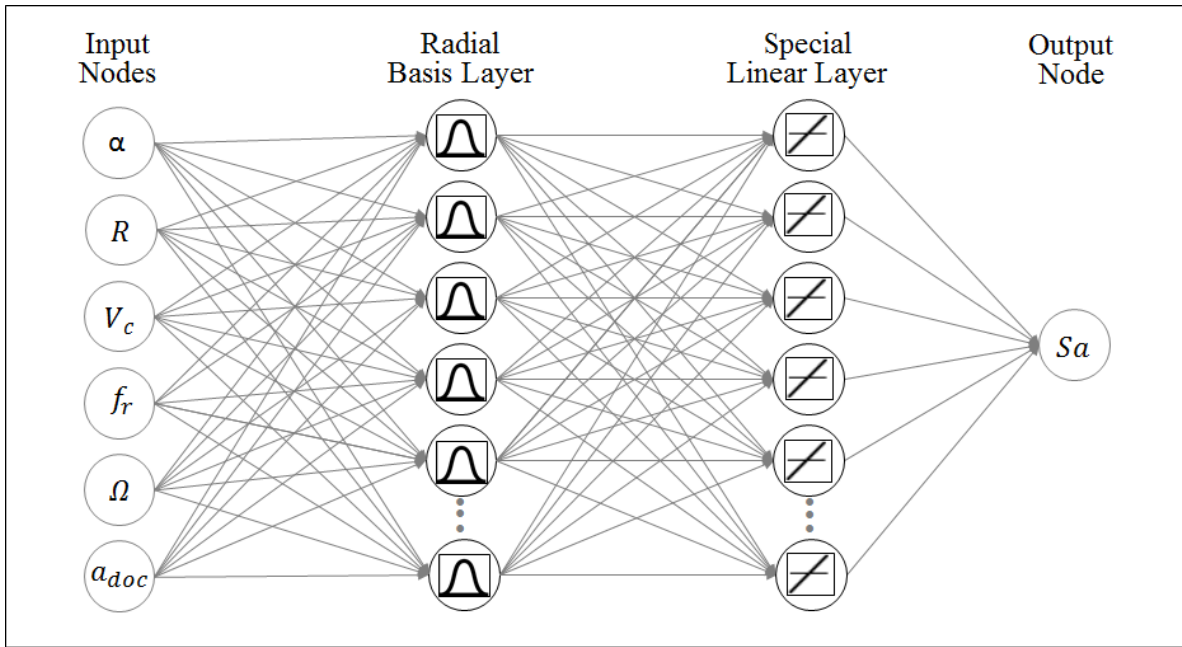 Input
Nodes
Radial
Basis Layer
Special
Linear Layer
Output
Node
α
R
V_c
f_r
Ω
a_doc
Sa